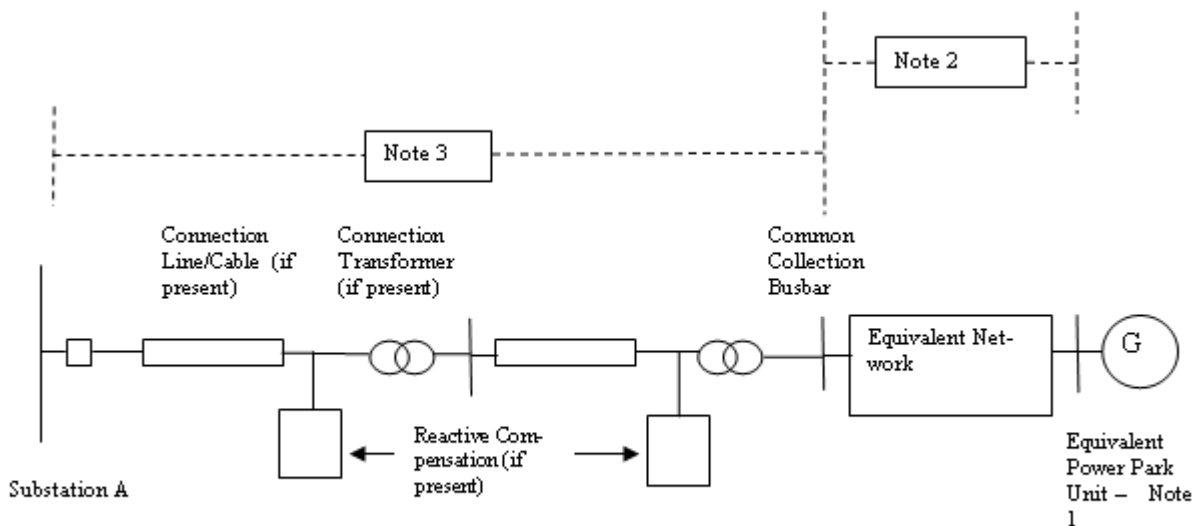 Note 2
Note 3
Connection
Line/Cable (if
present)
Connection
Transformer
(if present)
Common
Collection
Busbar
Equivalent Net-
work
G
Reactive Com-
pensation (if
present)
Substation A
Equivalent
Power Park
Unit – Note
1